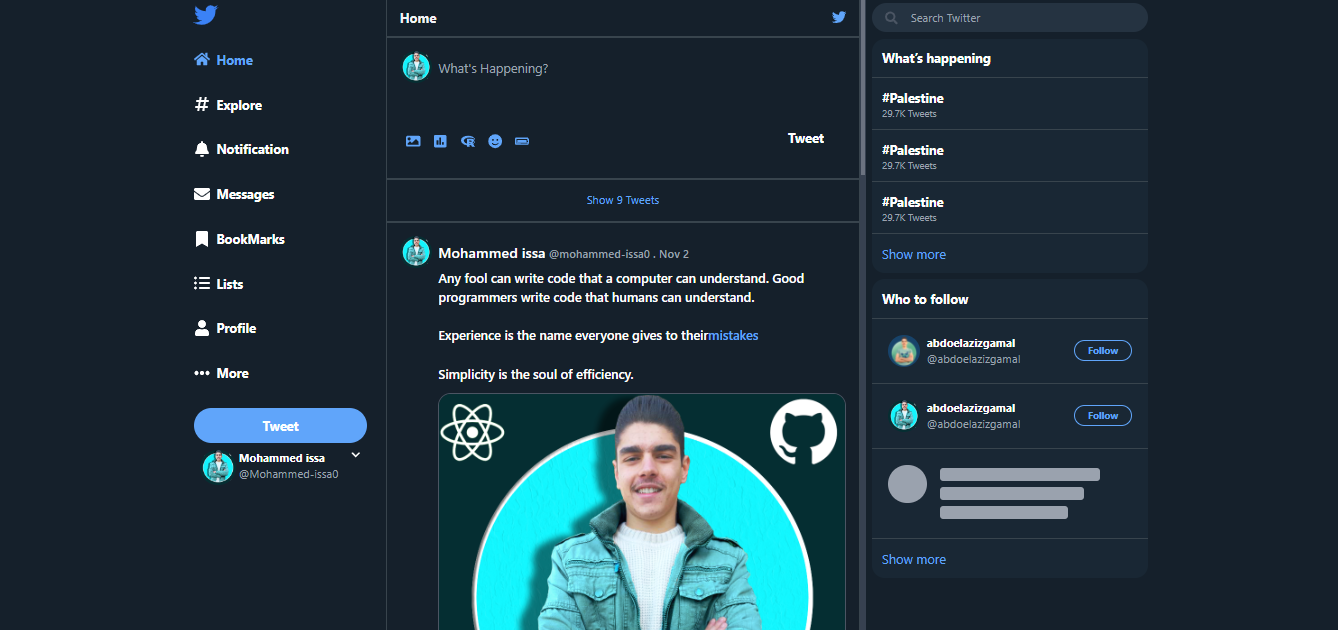 Home
Explore
Notification
Messages
BookMarks
Lists
Profile
More
Tweet
Mohammed issa
@Mohammed-issa0
Home
What's Happening?
Tweet
Show 9 Tweets
Mohammed issa @mohammed-issa0 . Nov 2
Any fool can write code that a computer can understand. Good
programmers write code that humans can understand.
Experience is the name everyone gives to theirmistakes
Simplicity is the soul of efficiency.
Search Twitter
What’s happening
#Palestine
29.7K Tweets
#Palestine
29.7K Tweets
#Palestine
29.7K Tweets
Show more
Who to follow
abdoelazizgamal
@abdoelazizgamal
Follow
abdoelazizgamal
@abdoelazizgamal
Follow
Show more